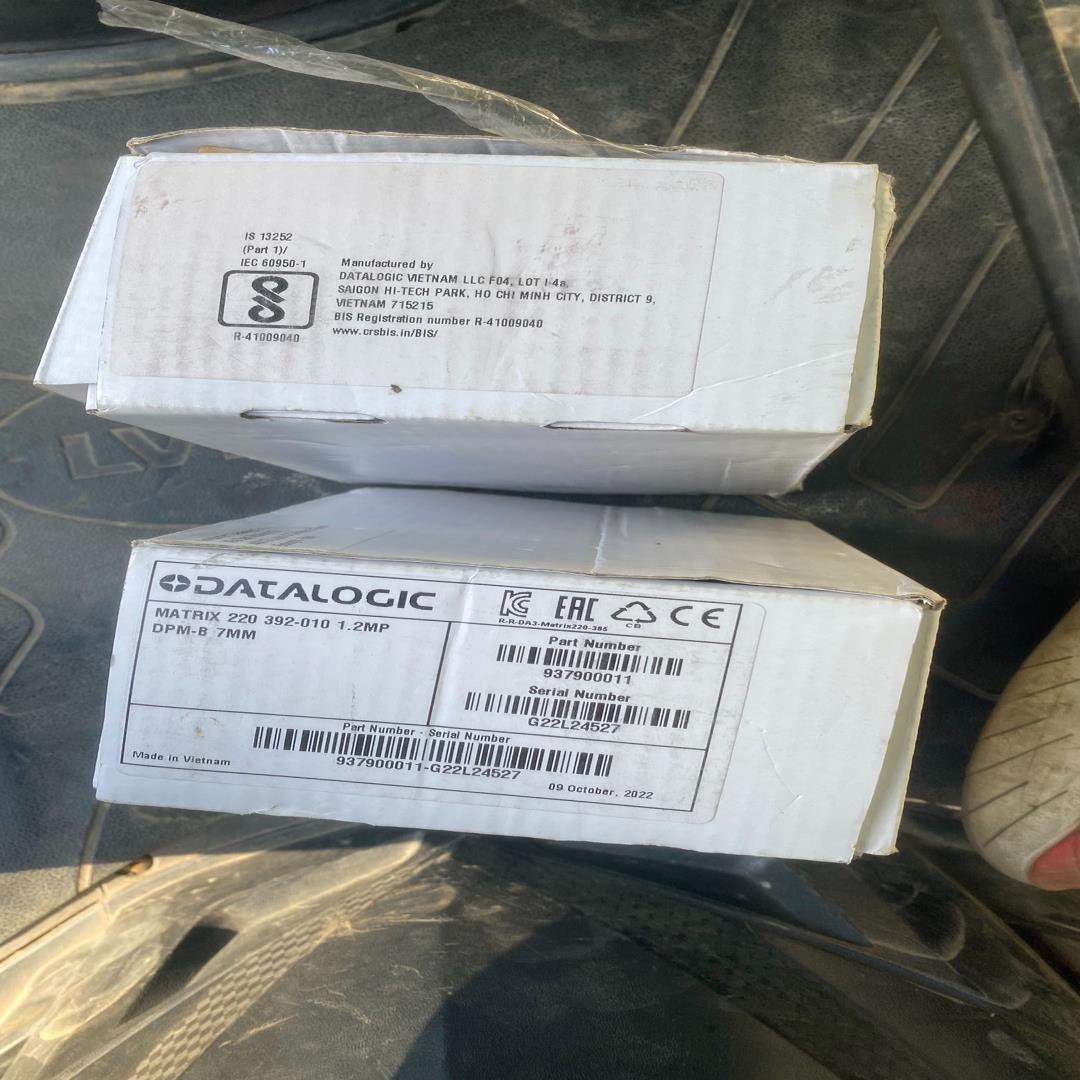 IS 13252
(Part 1)/
IEC 60950-1
R-41009040
Manufactured by
DATALOGIC VIETNAM LLC F04, LOT I-4a,
SAIGON HI-TECH PARK, HO CHI MINH CITY, DISTRICT 9,
VIETNAM 715215
BIS Registration number R-41009040
www.crsbis.in/BIS/
DATALOGIC
MATRIX 220 392-010 1.2MP
DPM-B 7MM
EAC CB CE
R-R-DA3-Matrix220-385
Part Number
937900011
Serial Number
G22L24527
Part Number - Serial Number
937900011-G22L24527
Made in Vietnam
09 October, 2022